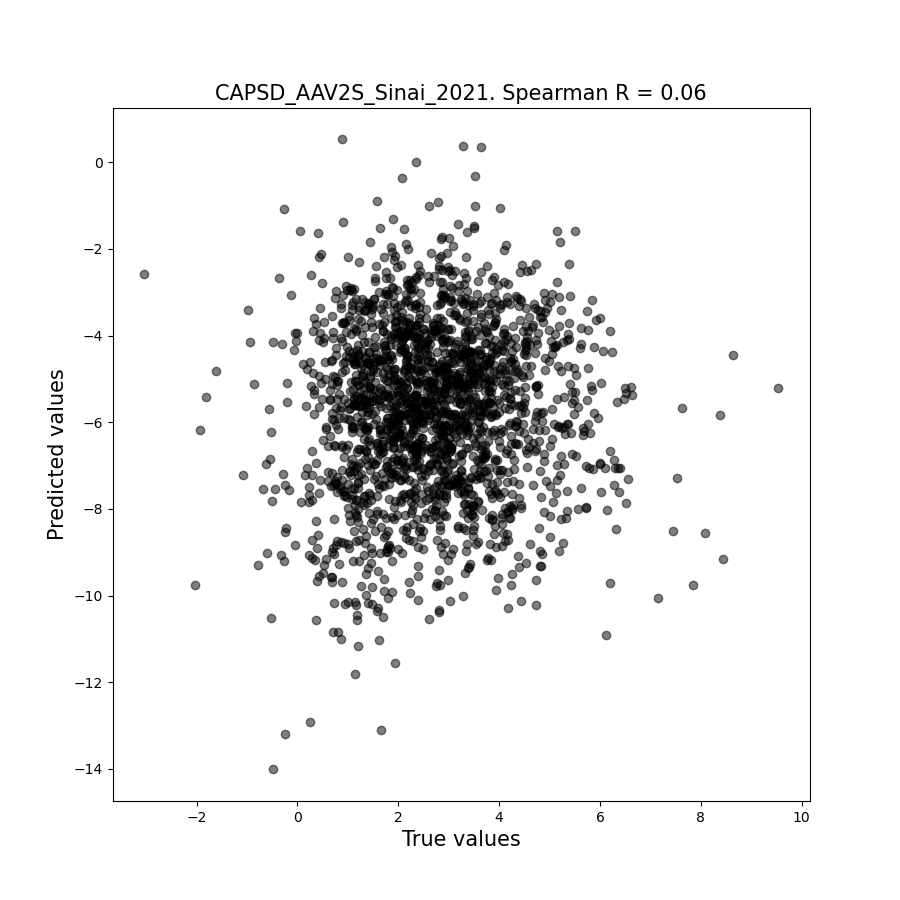 CAPSD_AAV2S_Sinai_2021. Spearman R = 0.06
Predicted values
0
−2
−4
−6
−8
−10
−12
−14
−2 0 2 4 6 8 10
True values